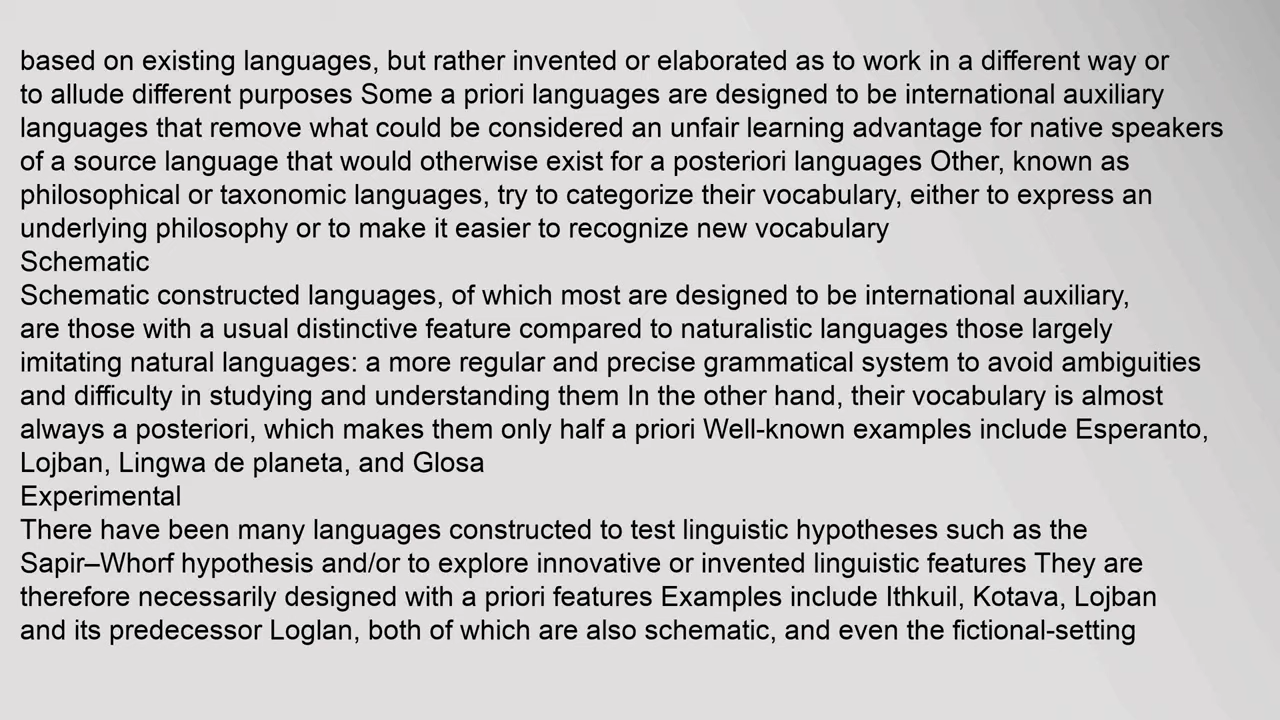 based on existing languages, but rather invented or elaborated as to work in a different way or
to allude different purposes Some a priori languages are designed to be international auxiliary
languages that remove what could be considered an unfair learning advantage for native speakers
of a source language that would otherwise exist for a posteriori languages Other, known as
philosophical or taxonomic languages, try to categorize their vocabulary, either to express an
underlying philosophy or to make it easier to recognize new vocabulary
Schematic
Schematic constructed languages, of which most are designed to be international auxiliary,
are those with a usual distinctive feature compared to naturalistic languages those largely
imitating natural languages: a more regular and precise grammatical system to avoid ambiguities
and difficulty in studying and understanding them In the other hand, their vocabulary is almost
always a posteriori, which makes them only half a priori Well-known examples include Esperanto,
Lojban, Lingwa de planeta, and Glosa
Experimental
There have been many languages constructed to test linguistic hypotheses such as the
Sapir–Whorf hypothesis and/or to explore innovative or invented linguistic features They are
therefore necessarily designed with a priori features Examples include Ithkuil, Kotava, Lojban
and its predecessor Loglan, both of which are also schematic, and even the fictional-setting